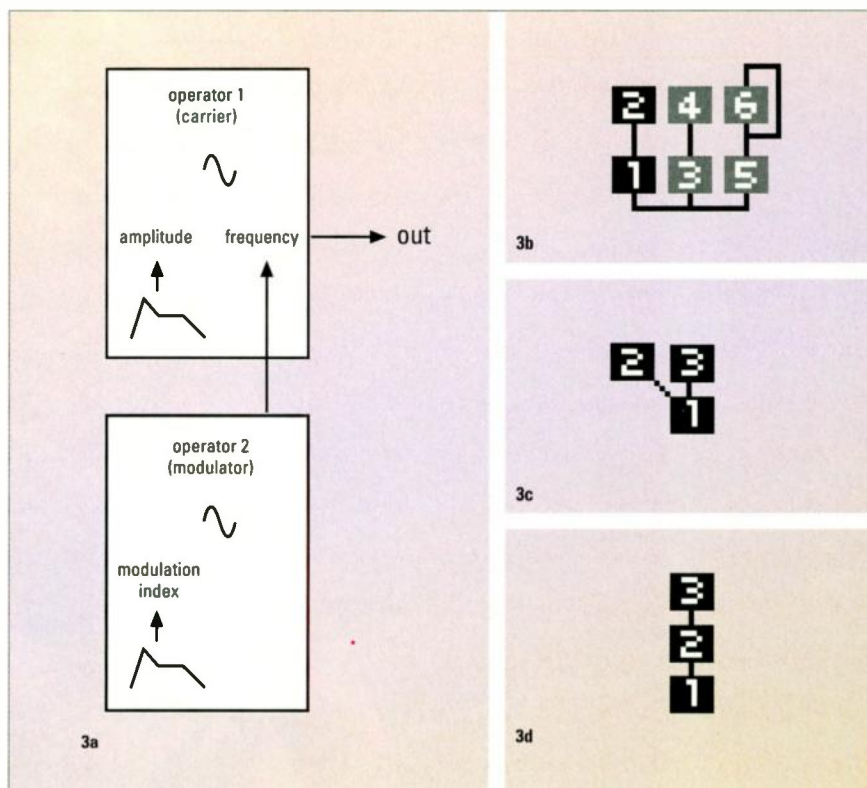 operator 1
(carrier)
amplitude frequency
out
operator 2
(modulator)
modulation
index
3a
2 4 6
1 3 5
3b
2 3
1
3c
3
2
1
3d